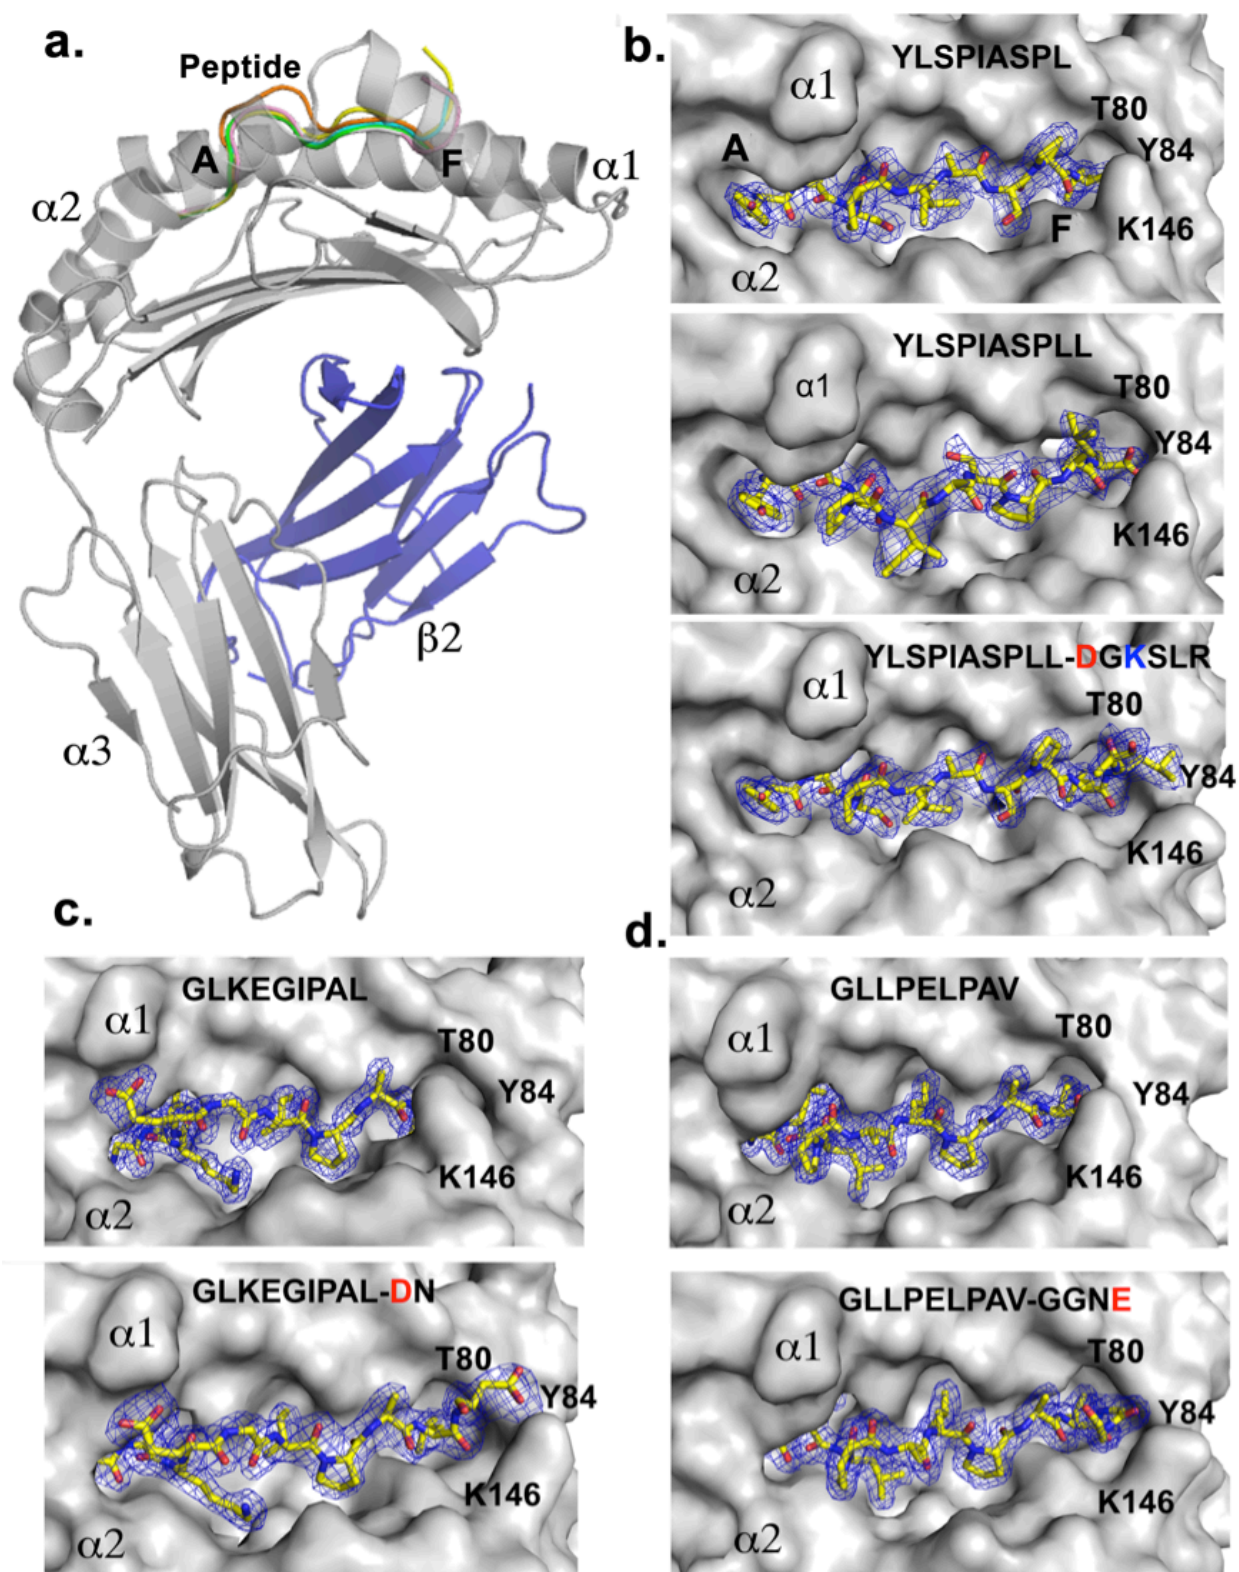 a.
Peptide
A
F
α1
α2
β2
α3
b.
YLSPIASPL
α1
T80
A
Y84
F
K146
α2
YLSPIASPLL
α1
T80
Y84
K146
α2
YLSPIASPLL-DGKSLR
α1
T80
Y84
K146
α2
c.
GLKEGIPAL
α1
T80
Y84
K146
α2
GLKEGIPAL-DN
α1
T80
Y84
K146
α2
d.
GLLPELPAV
α1
T80
Y84
K146
α2
GLLPELPAV-GGNE
α1
T80
Y84
K146
α2